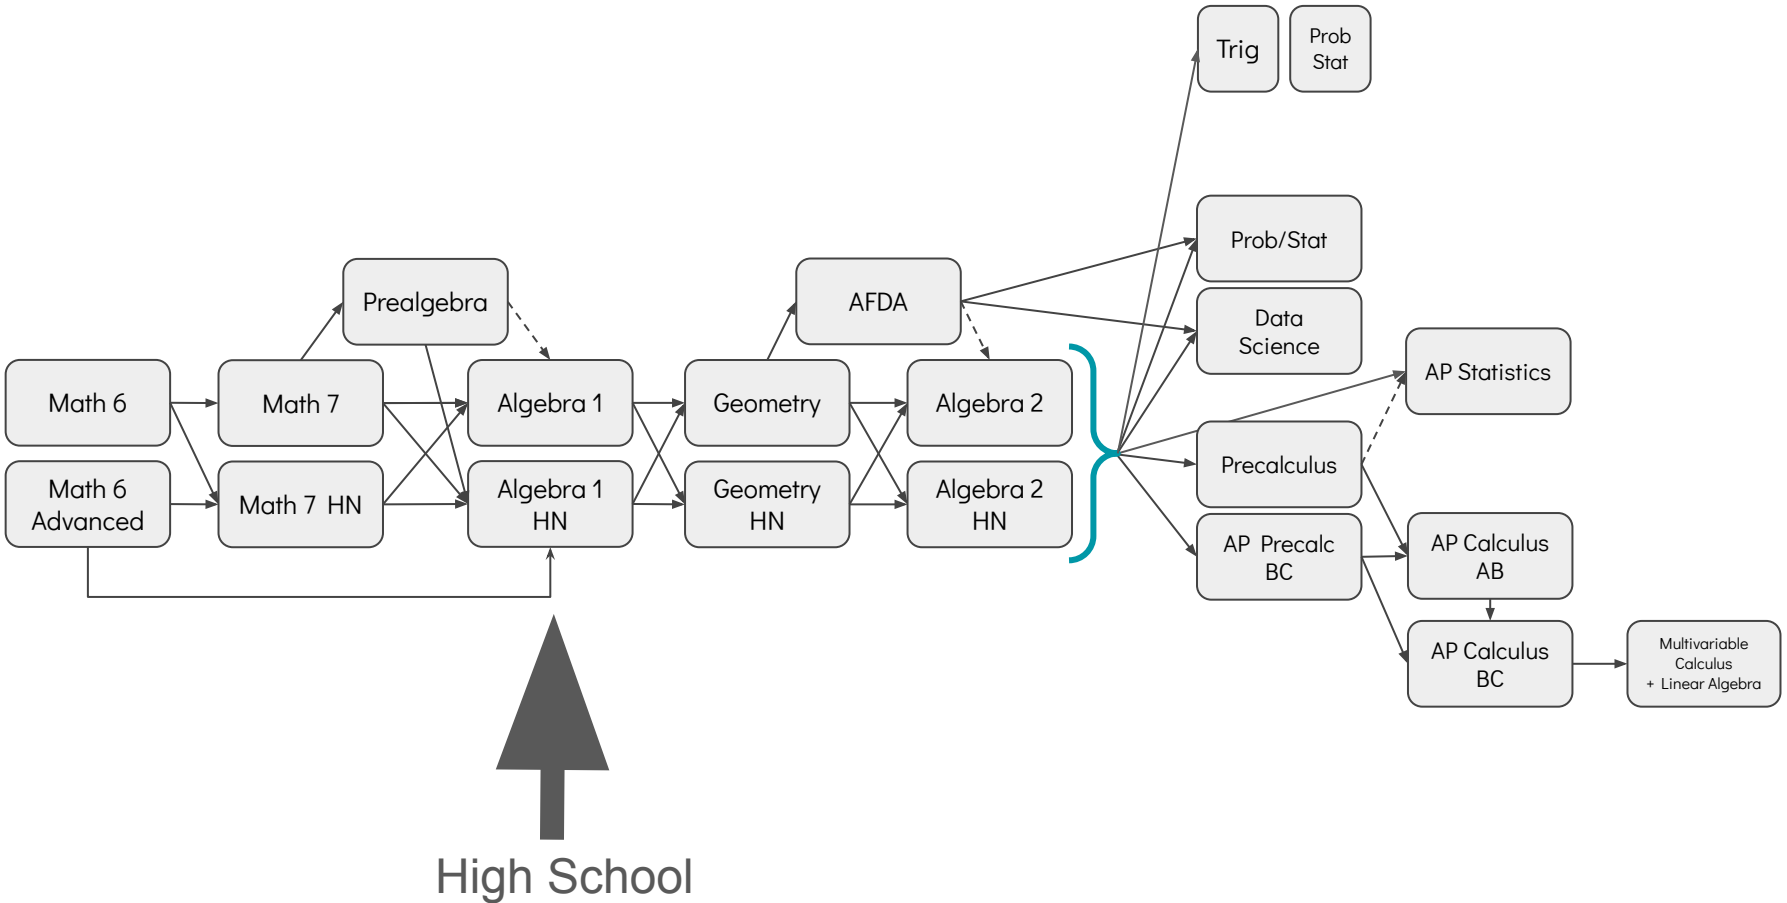 Trig
Prob
Stat
Prob/Stat
Prealgebra
AFDA
Data
Science
Math 6
Math 7
Algebra 1
Geometry
Algebra 2
AP Statistics
Math 6
Advanced
Math 7 HN
Algebra 1
HN
Geometry
HN
Algebra 2
HN
Precalculus
AP Precalc
BC
AP Calculus
AB
AP Calculus
BC
Multivariable
Calculus
+ Linear Algebra
High School